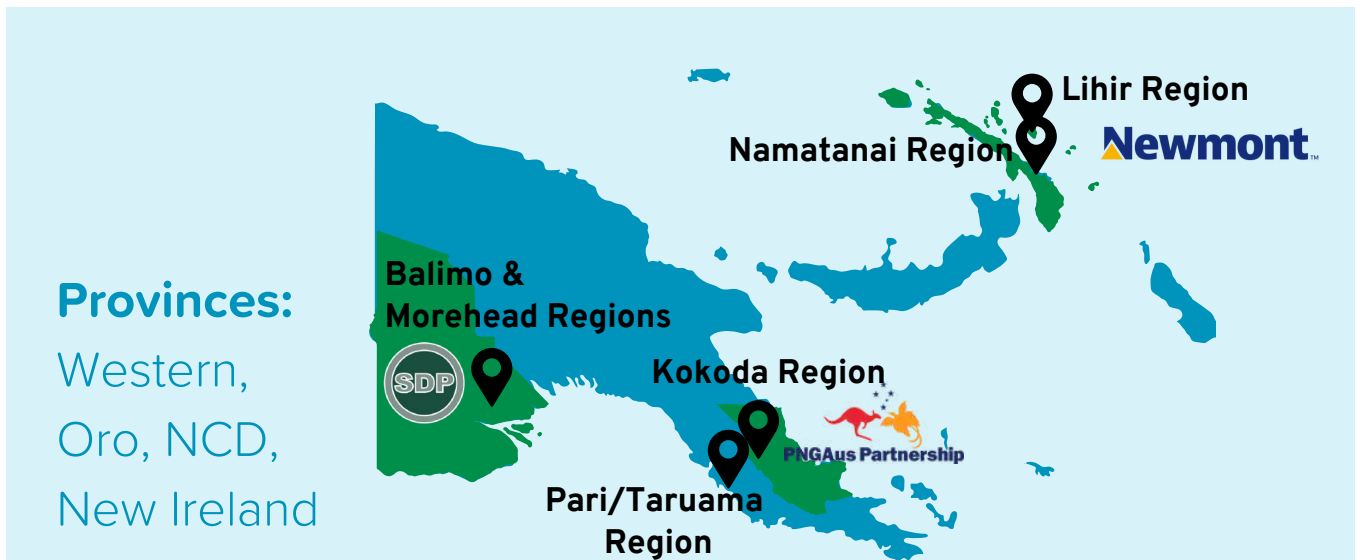 Provinces:
Western,
Oro, NCD,
New Ireland
Balimo &
Morehead Regions
SDP
Kokoda Region
PNGAus Partnership
Pari/Taruama
Region
Lihir Region
Namatanai Region
Newmont™